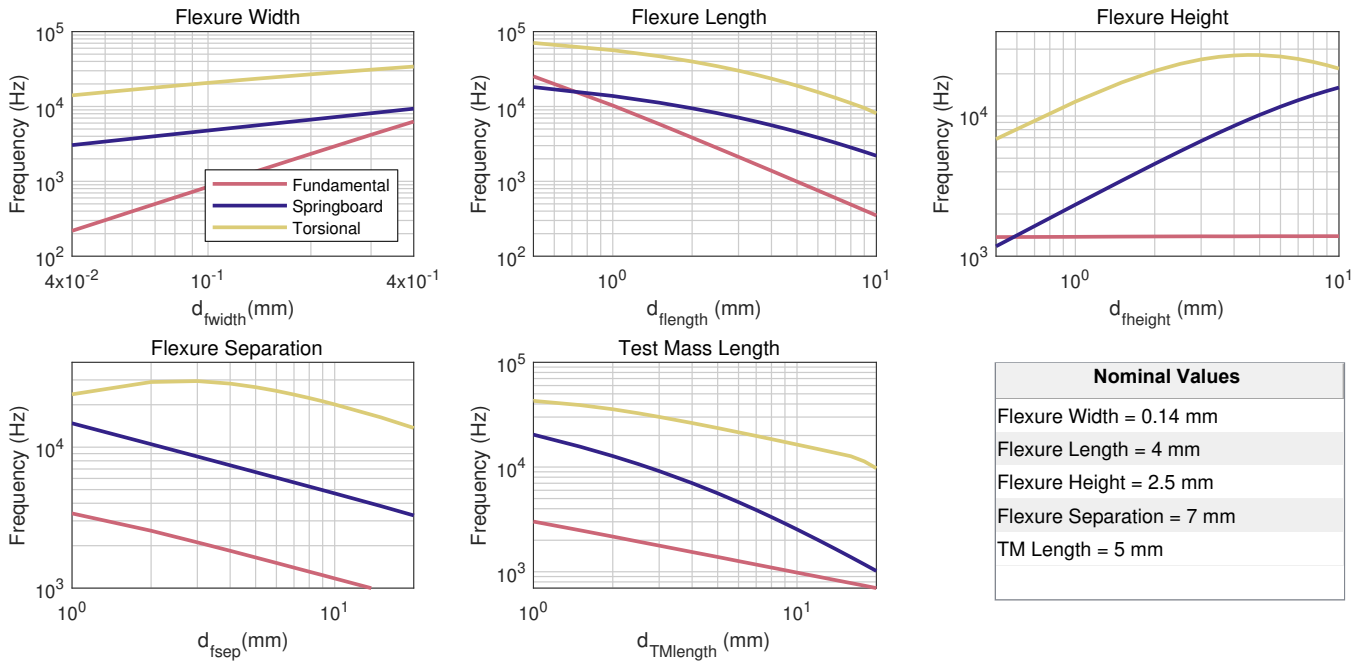 Flexure Width
10^5
10^4
10^3
10^2
Frequency (Hz)
Fundamental
Springboard
Torsional
4x10^-2
10^-1
4x10^-1
d_fwidth(mm)
Flexure Length
10^5
10^4
10^3
10^2
Frequency (Hz)
10^0
10^1
d_flength (mm)
Flexure Height
10^4
10^3
Frequency (Hz)
10^0
10^1
d_fheight (mm)
Flexure Separation
10^4
10^3
Frequency (Hz)
10^0
10^1
d_fsep(mm)
Test Mass Length
10^5
10^4
10^3
Frequency (Hz)
10^0
10^1
d_TMlength (mm)
Nominal Values
Flexure Width = 0.14 mm
Flexure Length = 4 mm
Flexure Height = 2.5 mm
Flexure Separation = 7 mm
TM Length = 5 mm